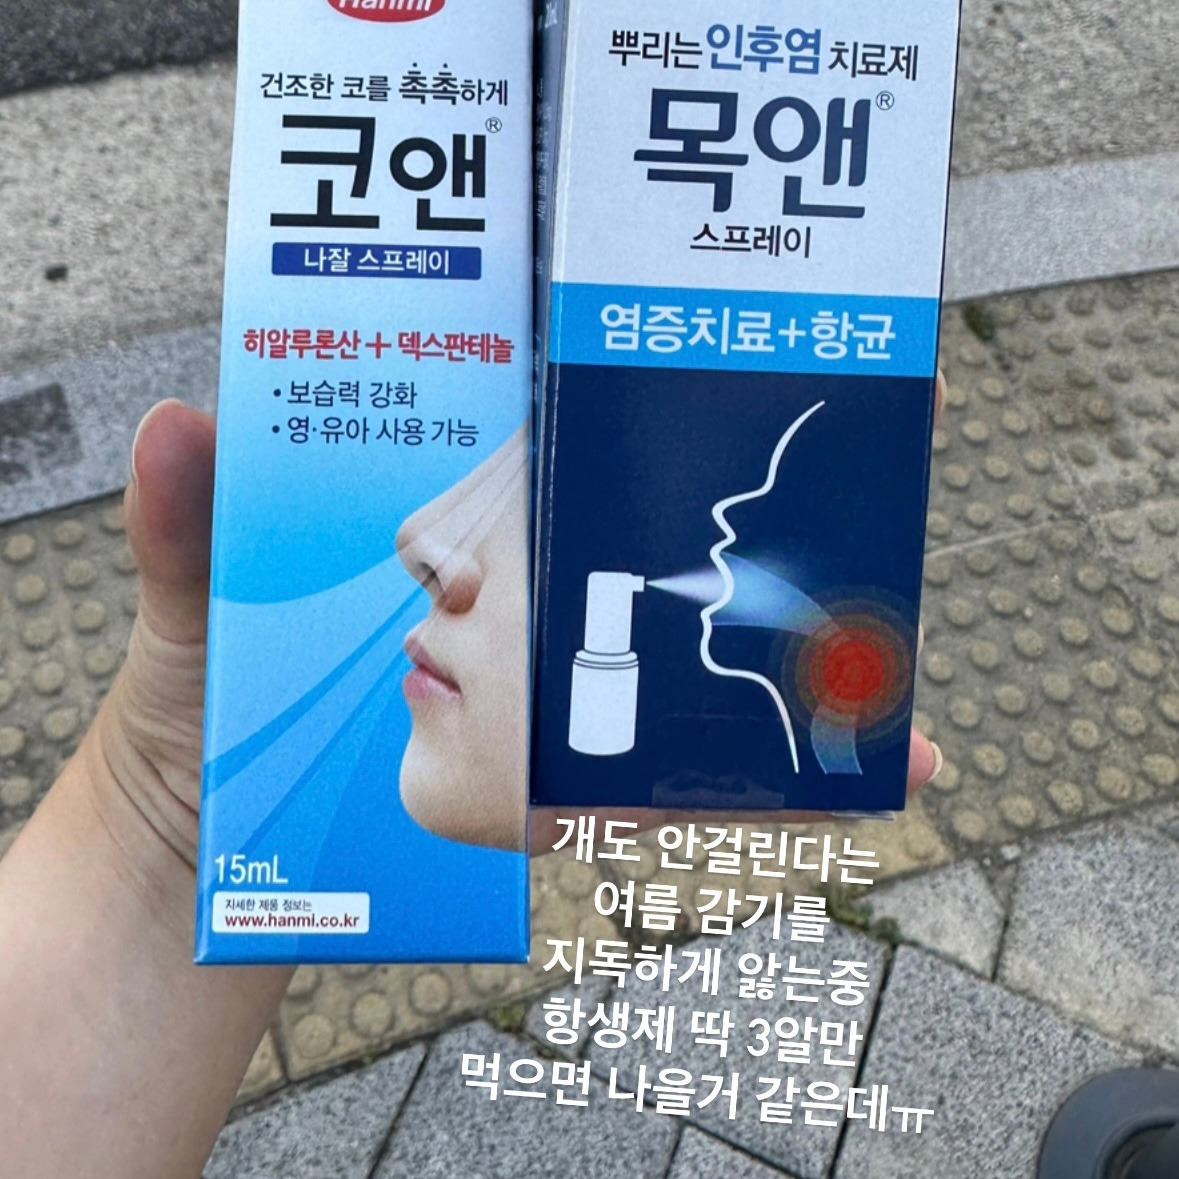 Hanmi
건조한 코를 촉촉하게
코앤®
나잘 스프레이
히알루론산+덱스판테놀
•보습력 강화
•영·유아 사용 가능
15mL
자세한 제품 정보는
www.hanmi.co.kr
뿌리는 인후염 치료제
목앤®
스프레이
염증치료+항균
개도 안걸린다는
여름 감기를
지독하게 앓는중
항생제 딱 3알만
먹으면 나을거 같은데ㅠ